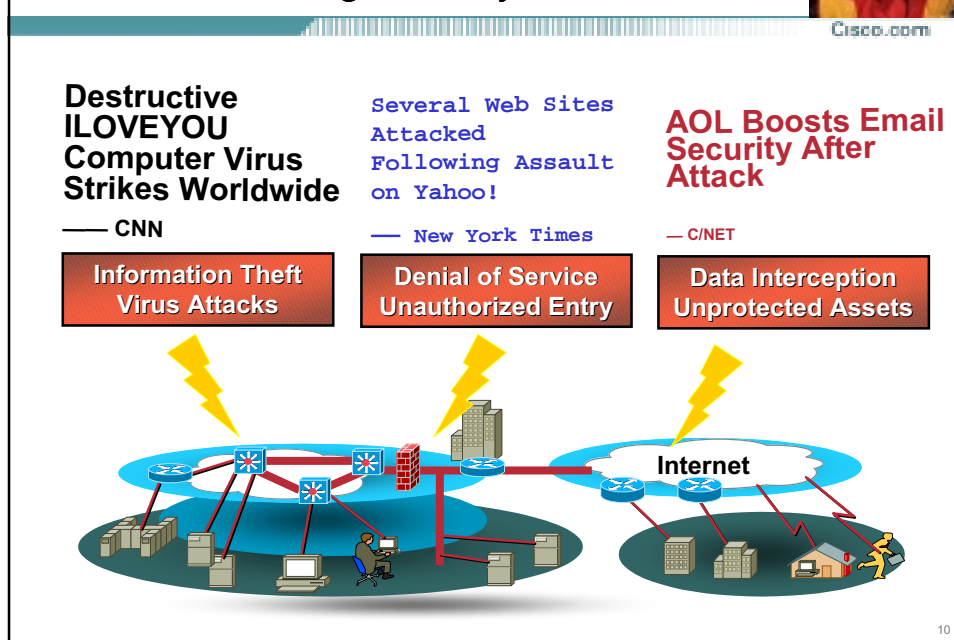 Cisco.com
Destructive
ILOVEYOU
Computer Virus
Strikes Worldwide
—— CNN
Several Web Sites
Attacked
Following Assault
on Yahoo!
—— New York Times
AOL Boosts Email
Security After
Attack
— C/NET
Information Theft
Virus Attacks
Denial of Service
Unauthorized Entry
Data Interception
Unprotected Assets
Internet
10